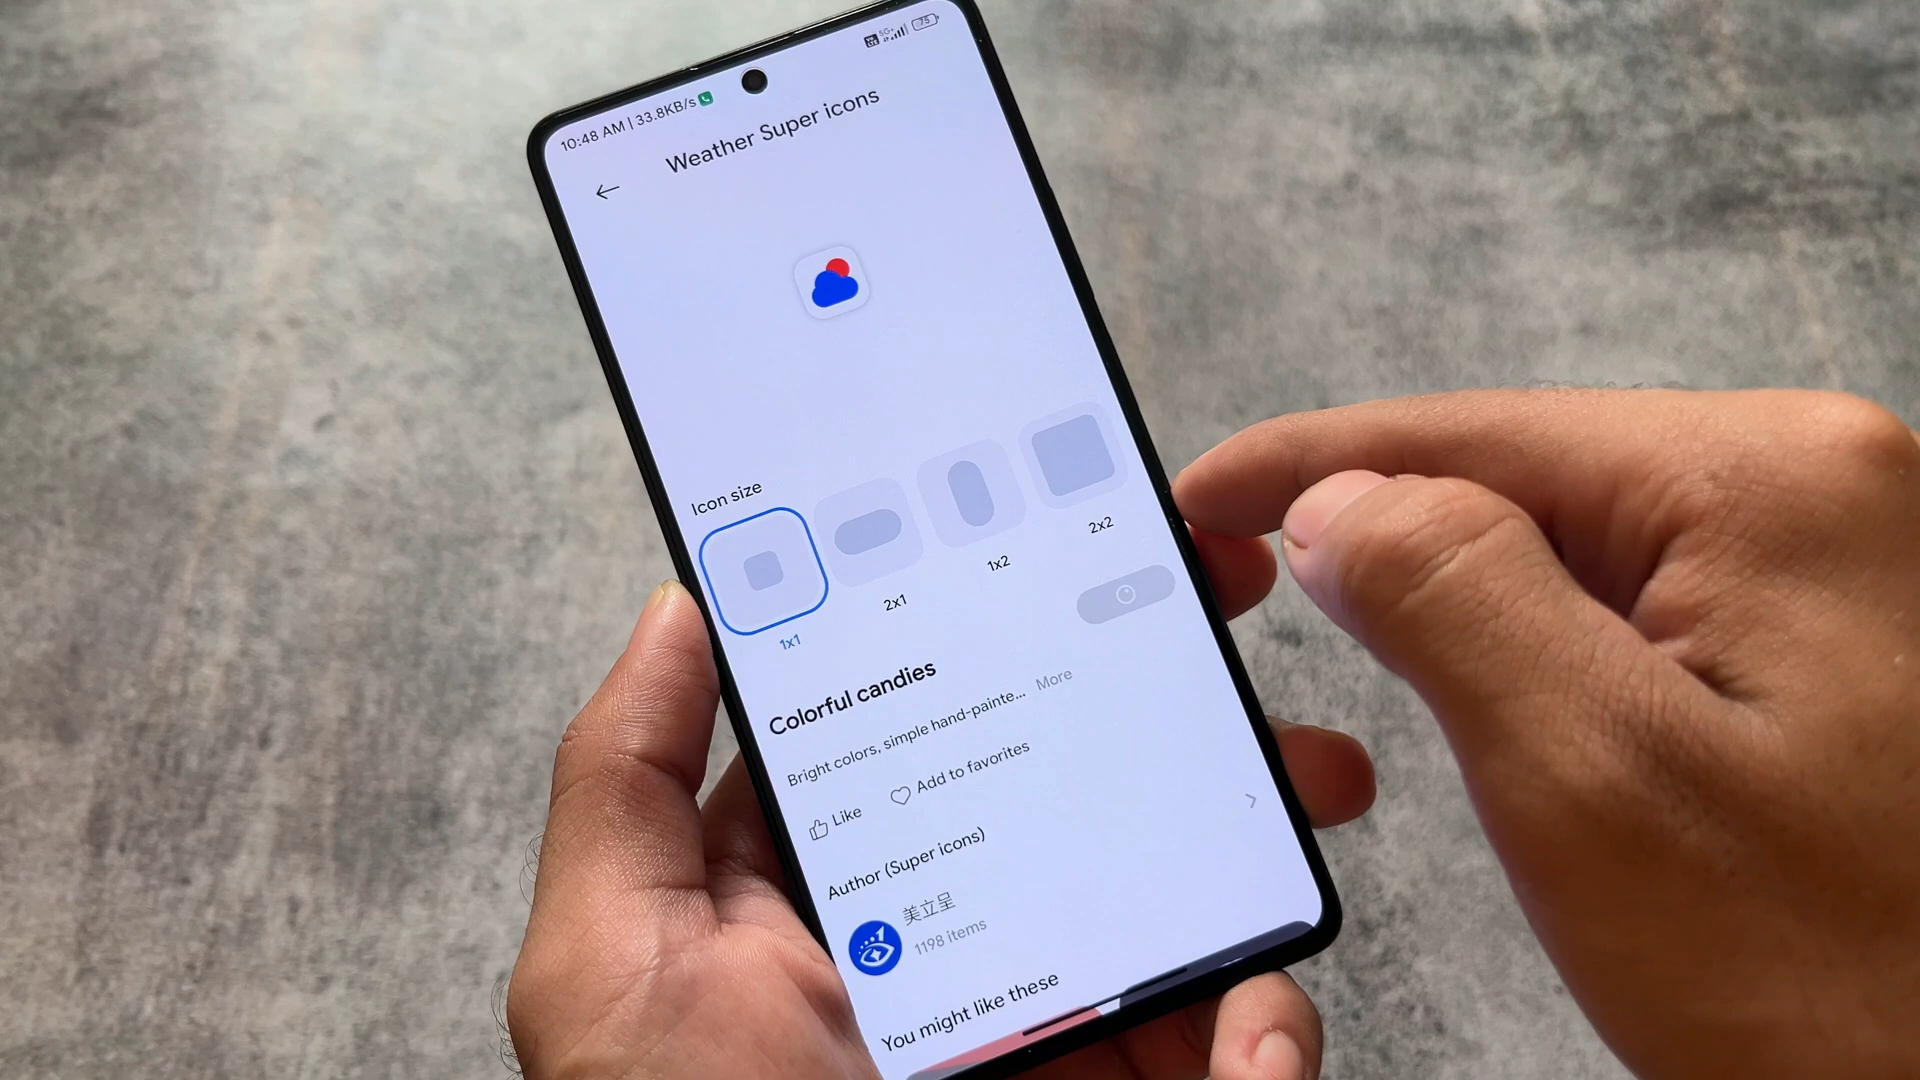 10:48 AM | 33.8KB/s
5G+
75
Weather Super icons
Icon size
1x1
2x1
1x2
2x2
Colorful candies
Bright colors, simple hand-painte... More
Like
Add to favorites
Author (Super icons)
美立呈
1198 items
You might like these